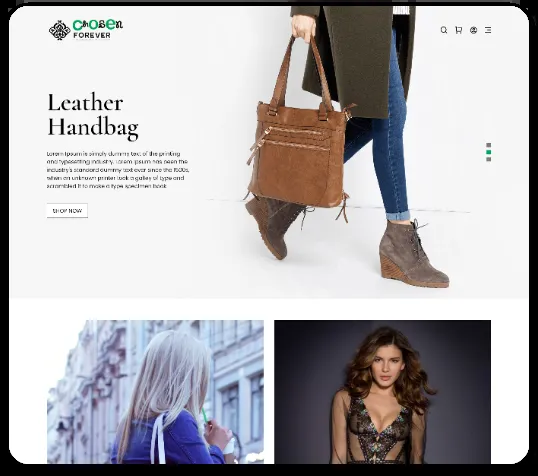 CHOSEN
FOREVER
Leather
Handbag
Lorem Ipsum is simply dummy text of the printing
and typesetting industry. Lorem Ipsum has been the
industry's standard dummy text ever since the 1500s,
when an unknown printer took a galley of type and
scrambled it to make a type specimen book
SHOP NOW